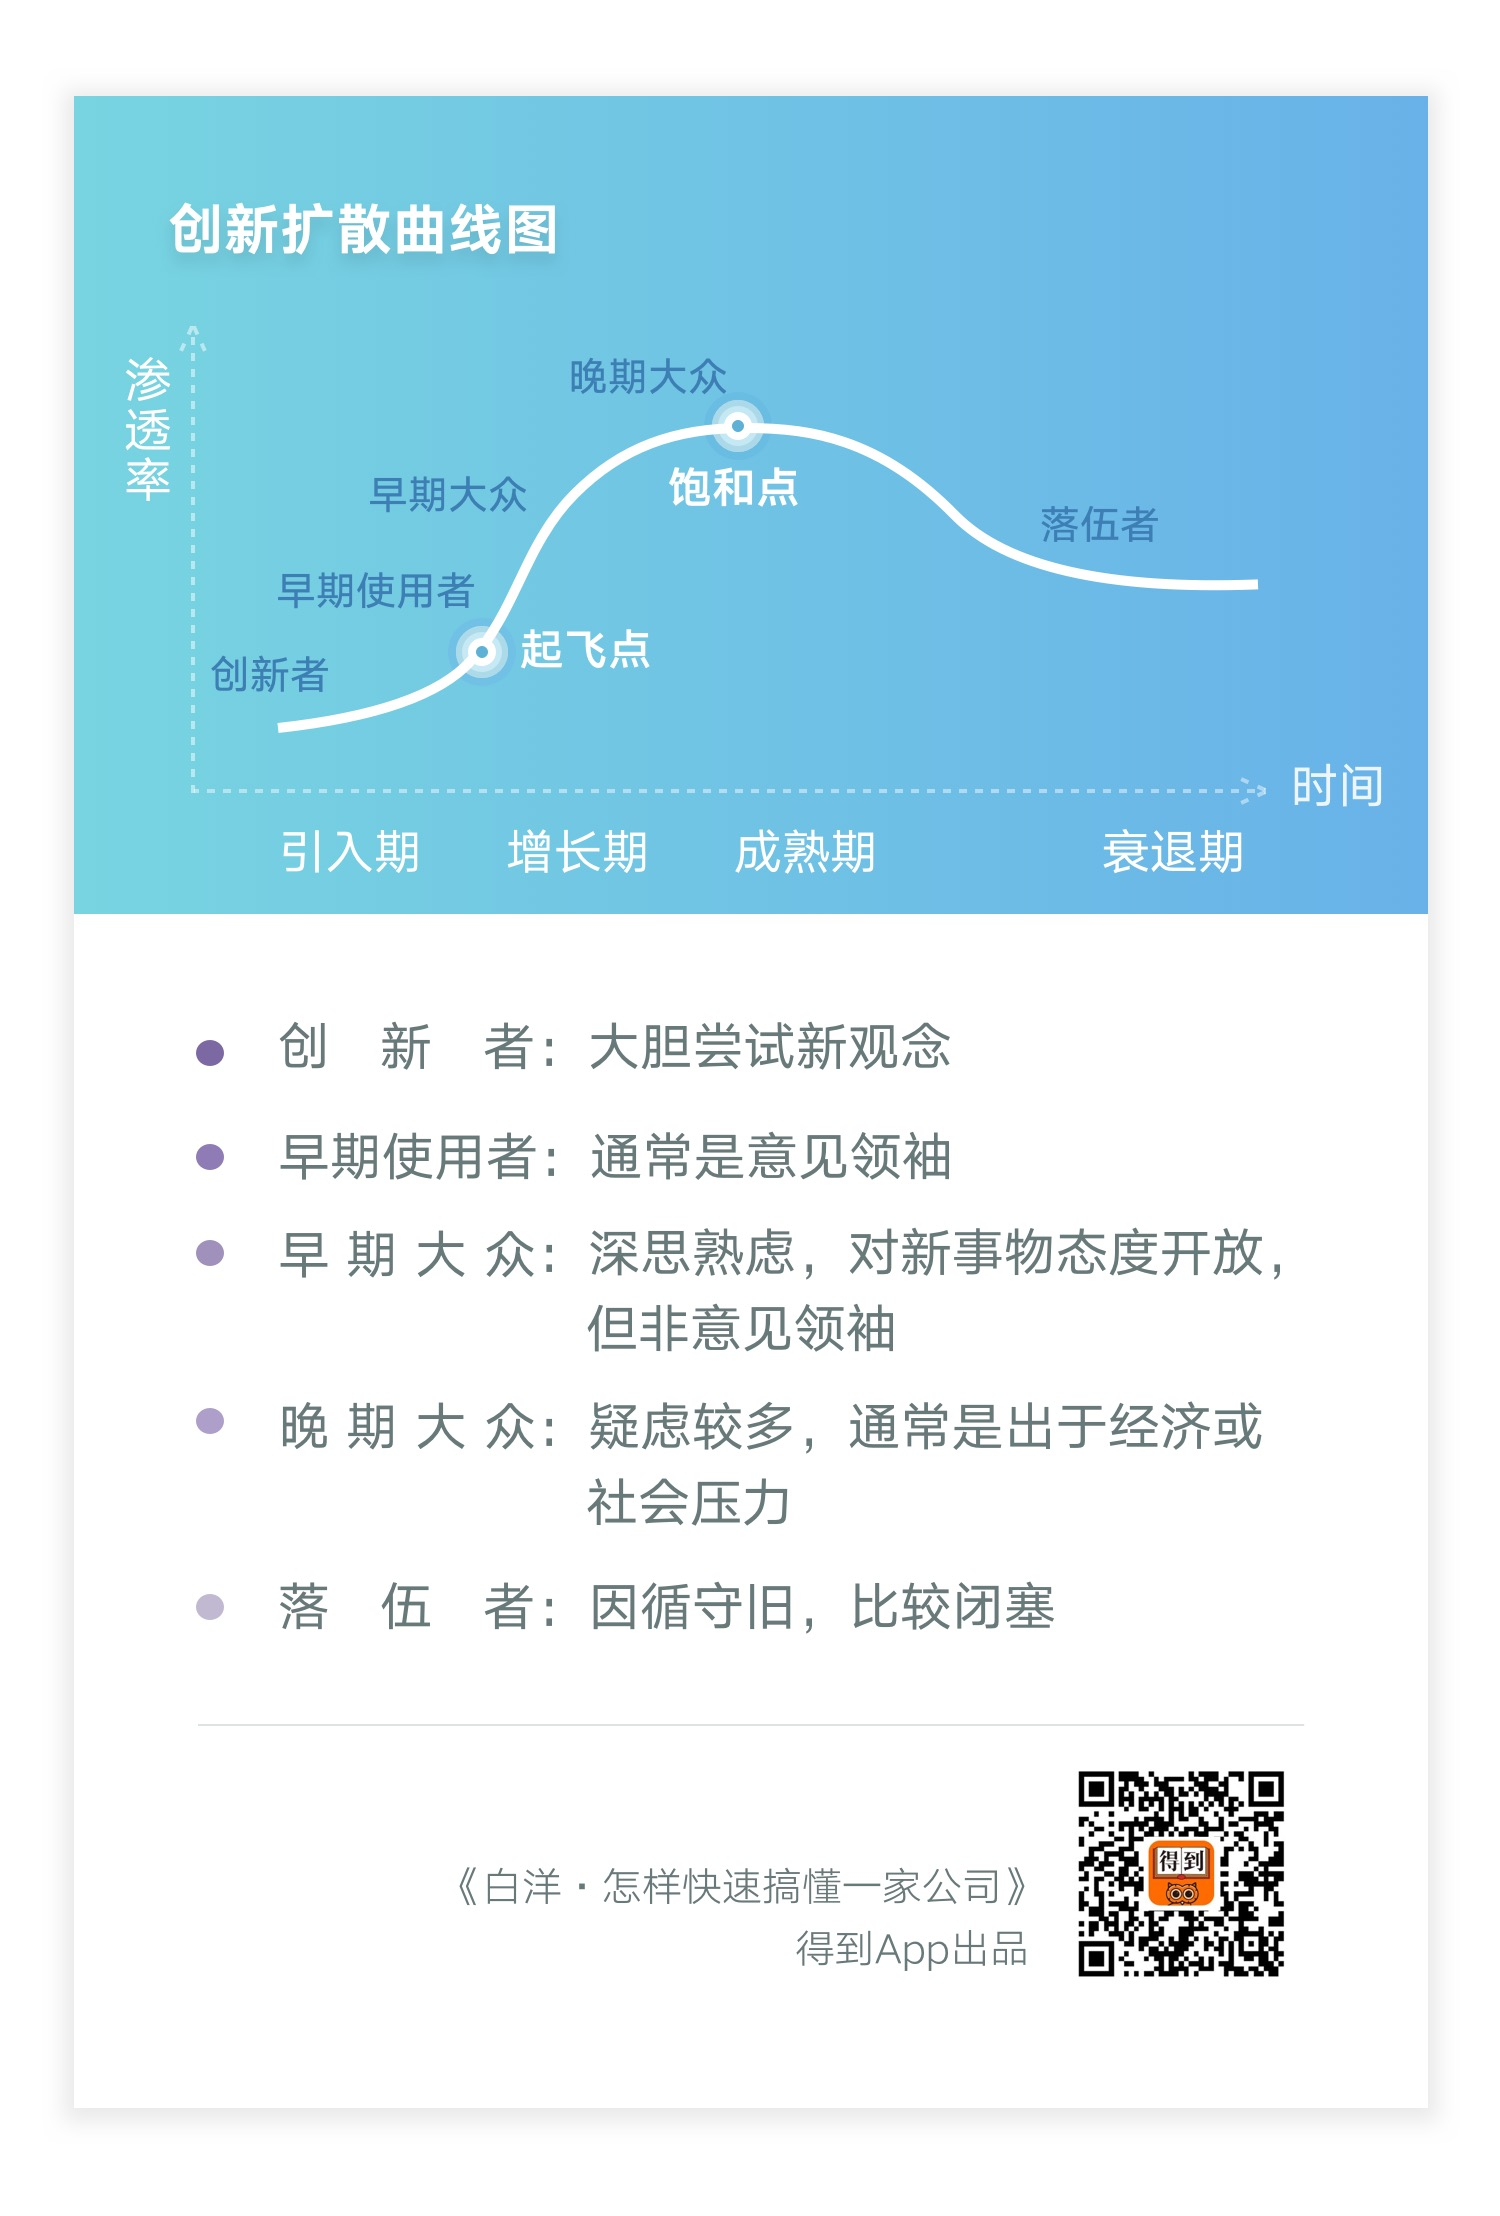 创新扩散曲线图
渗透率
晚期大众
饱和点
早期大众
落伍者
早期使用者
起飞点
创新者
时间
引入期 增长期 成熟期 衰退期
创新者：大胆尝试新观念
早期使用者：通常是意见领袖
早期大众：深思熟虑，对新事物态度开放，
但非意见领袖
晚期大众：疑虑较多，通常是出于经济或
社会压力
落伍者：因循守旧，比较闭塞
《白洋·怎样快速搞懂一家公司》
得到App出品
得到